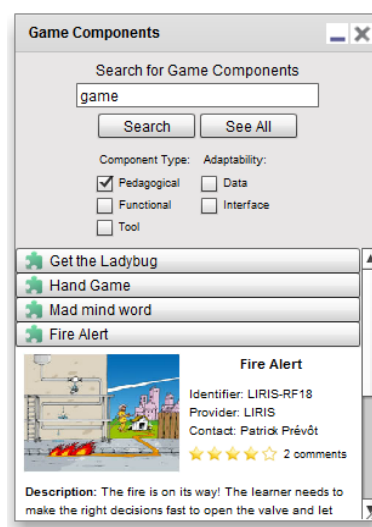 Game Components
Search for Game Components
game
Search See All
Component Type: Adaptability:
Pedagogical Data
Functional Interface
Tool
Get the Ladybug
Hand Game
Mad mind word
Fire Alert
Fire Alert
Identifier: LIRIS-RF18
Provider: LIRIS
Contact: Patrick Prévôt
2 comments
Description: The fire is on its way! The learner needs to
make the right decisions fast to open the valve and let